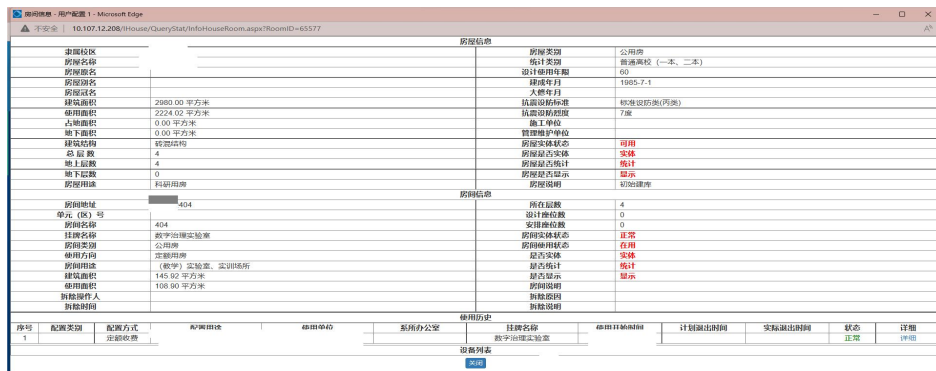 房间信息 - 用户配置 1 - Microsoft Edge
不安全 | 10.107.12.208/IHouse/QueryStat/InfoHouseRoom.aspx?RoomID=65577
房屋信息
隶属校区 房屋类别 公用房
房屋名称 统计类别 普通高校（一本、二本）
房屋原名 设计使用年限 60
房屋别名 建成年月 1985-7-1
房屋冠名 大修年月
建筑面积 2980.00 平方米 抗震设防标准 标准设防类(丙类)
使用面积 2224.02 平方米 抗震设防烈度 7度
占地面积 0.00 平方米 施工单位
地下面积 0.00 平方米 管理维护单位
建筑结构 砖混结构 房屋实体状态 可用
总 层 数 4 房屋是否实体 实体
地上层数 4 房屋是否统计 统计
地下层数 0 房屋是否显示 显示
房屋用途 科研用房 房屋说明 初始建库
房间信息
房间地址 404 所在层数 4
单元（区）号 设计座位数 0
房间名称 404 安排座位数 0
挂牌名称 数字治理实验室 房间实体状态 正常
房间类别 公用房 房间使用状态 在用
使用方向 定额用房 是否实体 实体
房间用途 （教学）实验室、实训场所 是否统计 统计
建筑面积 145.92 平方米 是否显示 显示
使用面积 108.90 平方米 房间说明
拆除操作人 拆除原因
拆除时间 拆除说明
使用历史
序号 配置类别 配置方式 配置用途 使用单位 系所办公室 挂牌名称 使用开始时间 计划退出时间 实际退出时间 状态 详细
1 定额收费 数字治理实验室 正常 详细
设备列表
关闭